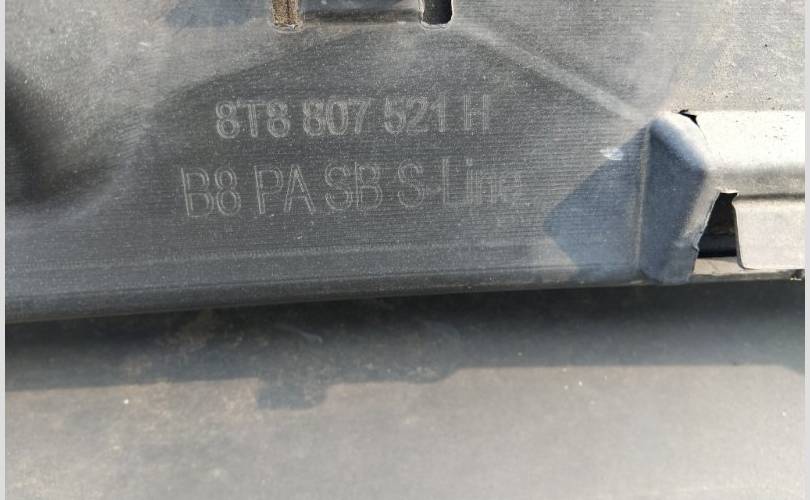 8T8 807 521 H
B8 PA SB S-Line